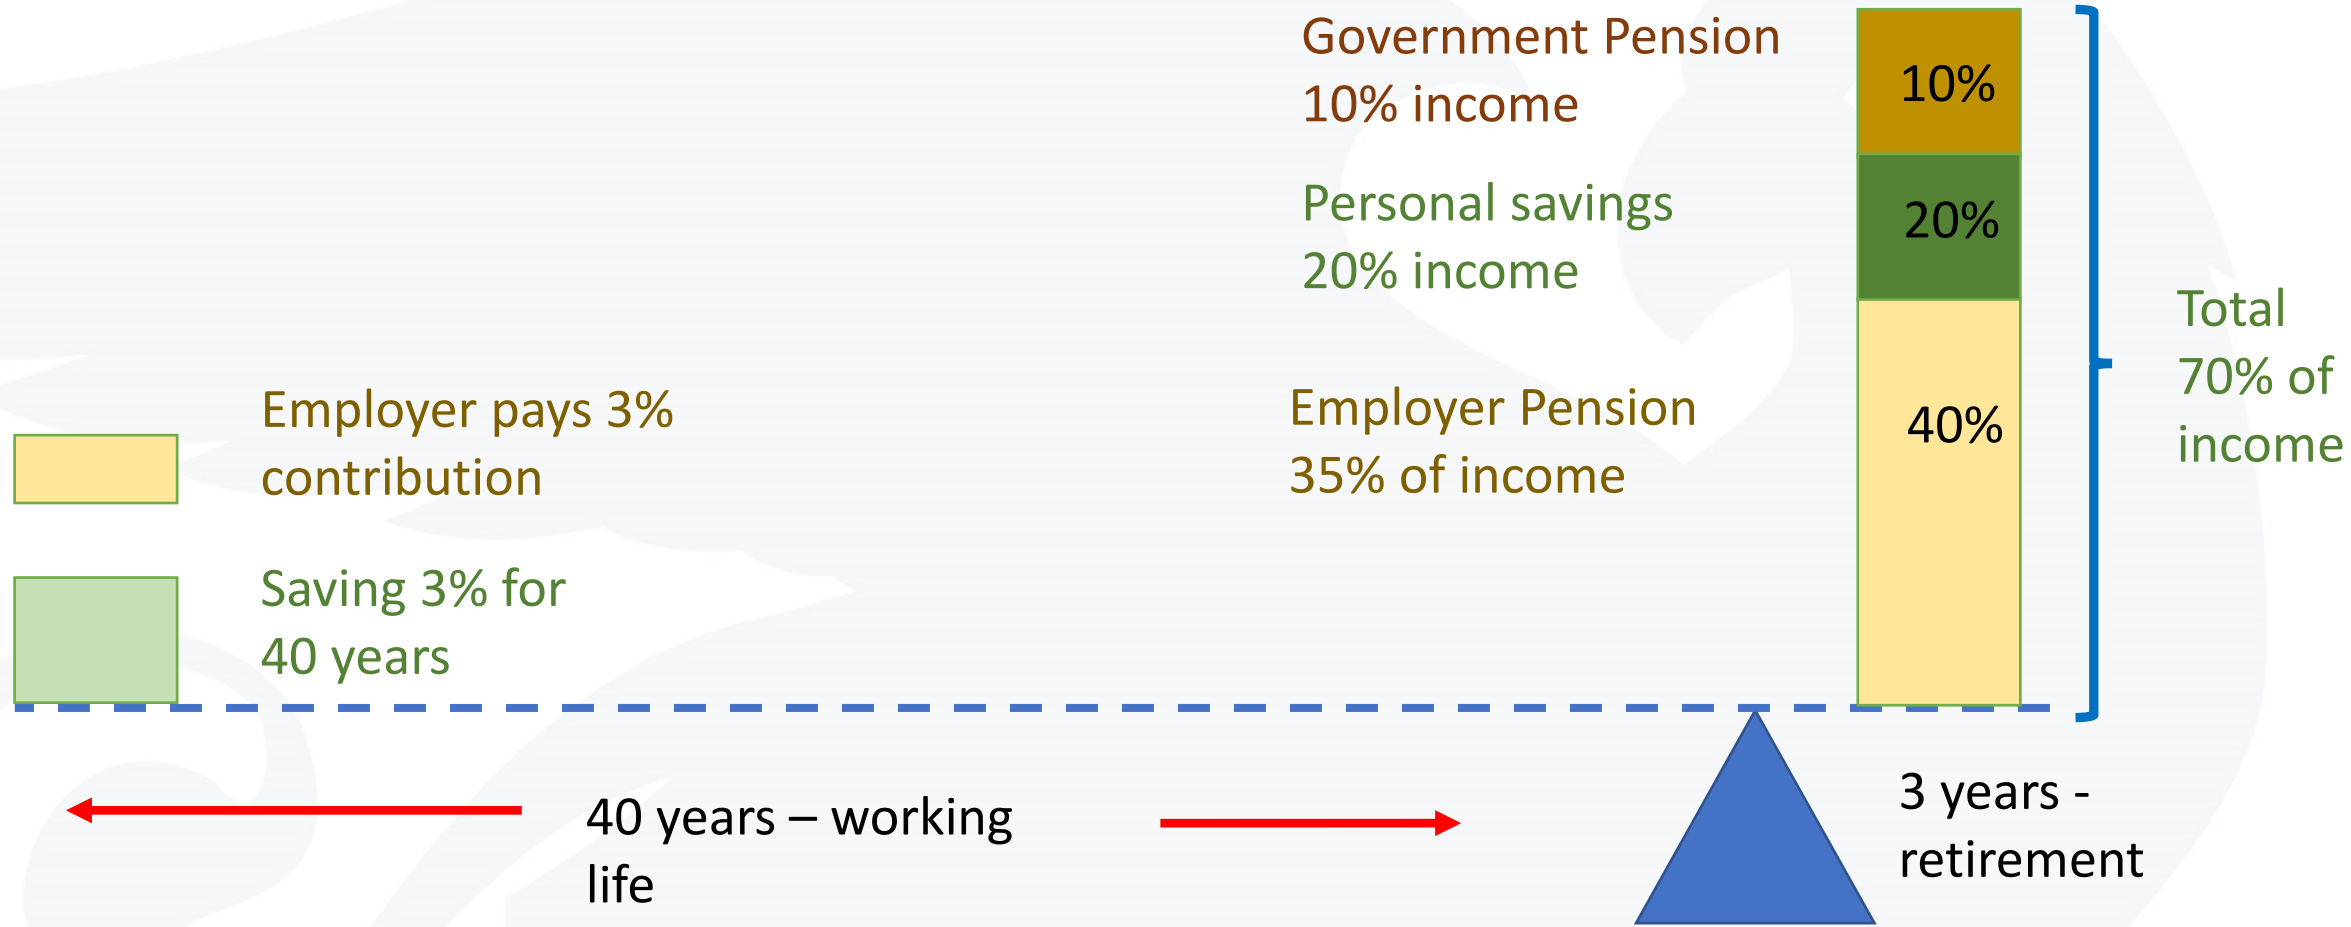 Government Pension
10% income
10%
Personal savings
20% income
20%
Total
70% of
income
Employer pays 3%
contribution
Employer Pension
35% of income
40%
Saving 3% for
40 years
40 years – working
life
3 years -
retirement